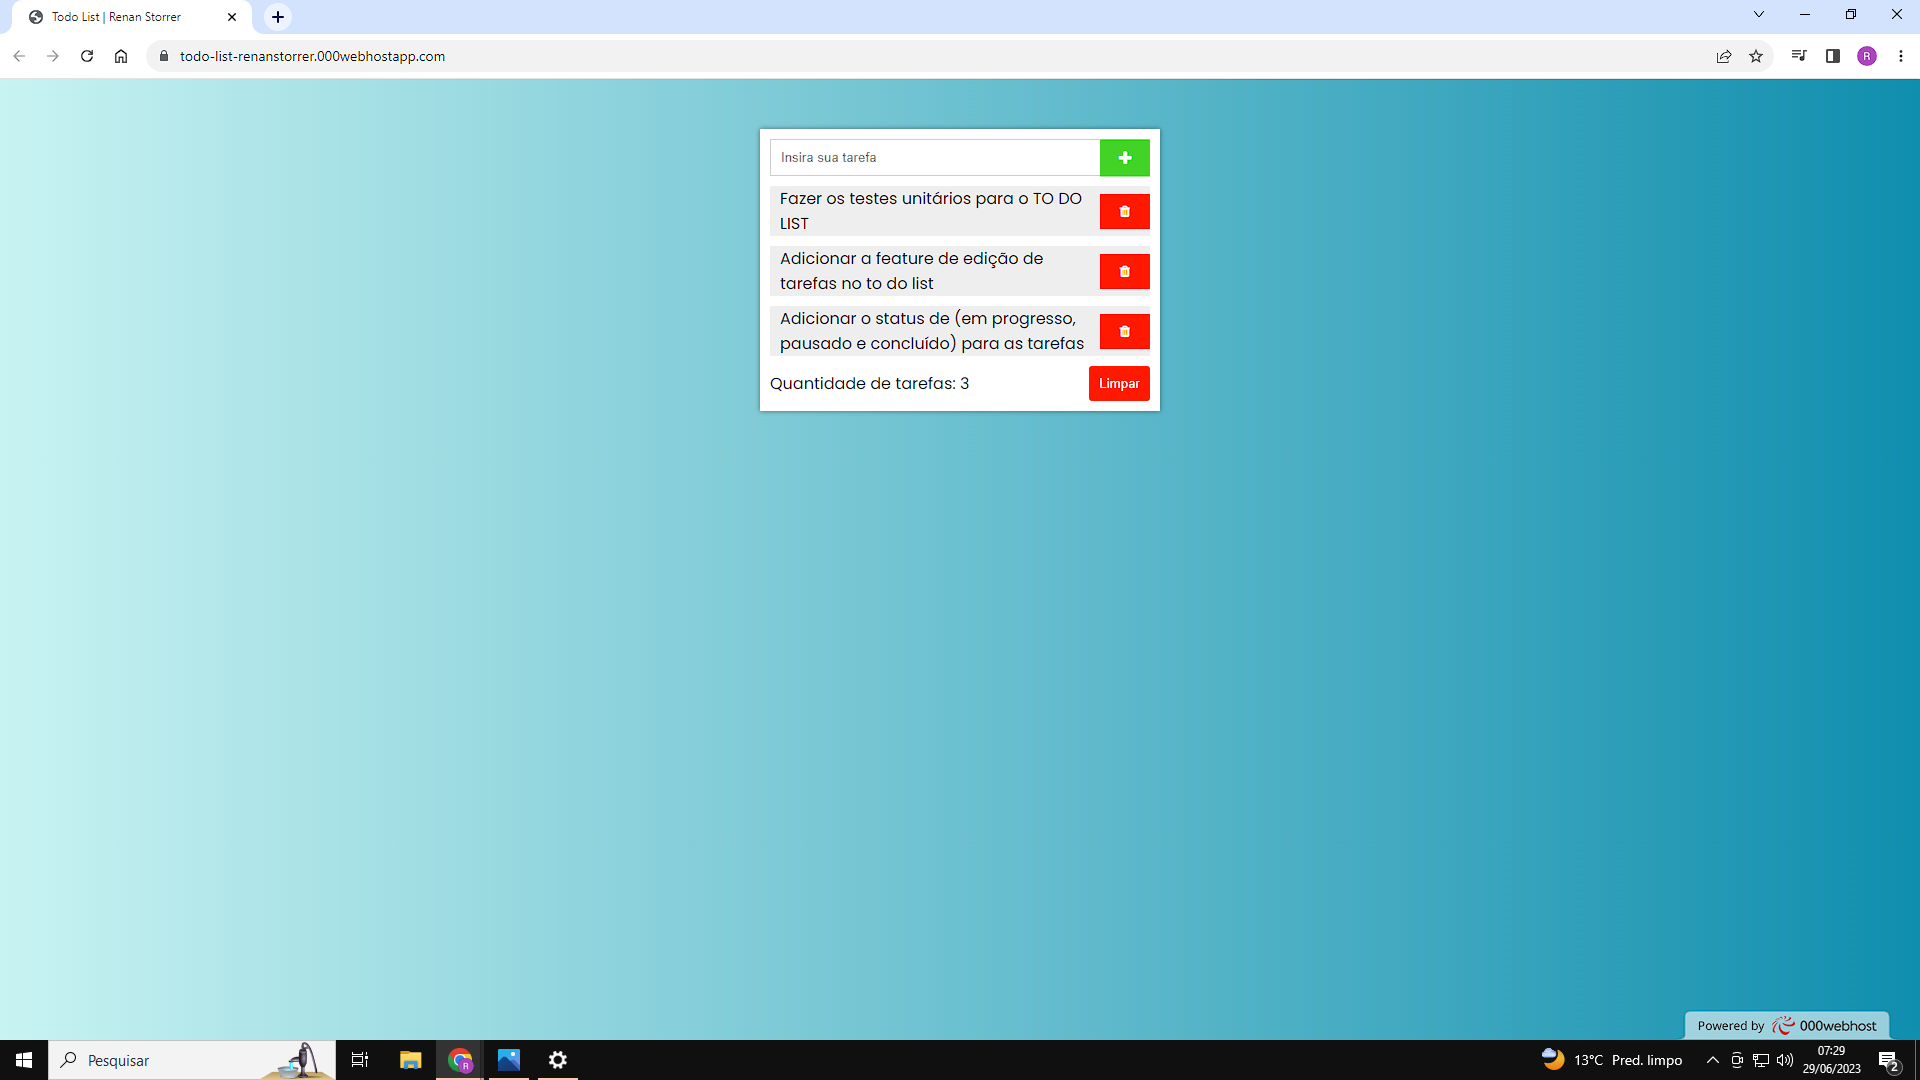 Todo List | Renan Storrer
todo-list-renanstorrer.000webhostapp.com
R
Insira sua tarefa
Fazer os testes unitários para o TO DO
LIST
Adicionar a feature de edição de
tarefas no to do list
Adicionar o status de (em progresso,
pausado e concluído) para as tarefas
Quantidade de tarefas: 3
Limpar
Powered by 000webhost
Pesquisar
R
13°C Pred. limpo
07:29
29/06/2023
2